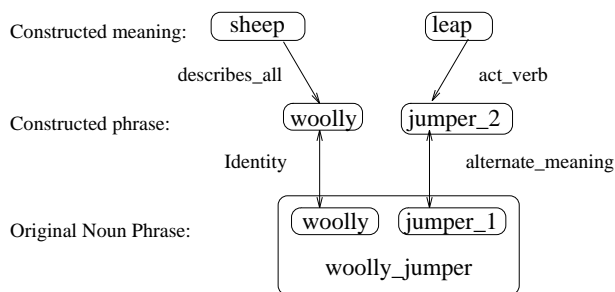 Constructed meaning: sheep leap
describes_all act_verb
Constructed phrase: woolly jumper_2
Identity alternate_meaning
Original Noun Phrase: woolly jumper_1
woolly_jumper